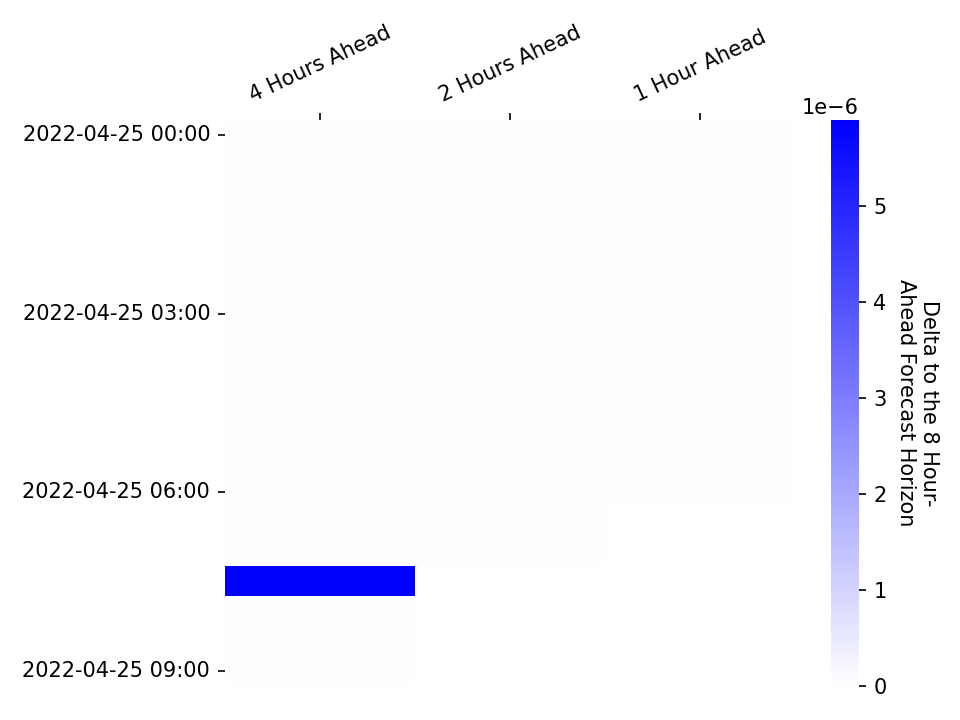 4 Hours Ahead
2 Hours Ahead
1 Hour Ahead
1e−6
2022-04-25 00:00
2022-04-25 03:00
2022-04-25 06:00
2022-04-25 09:00
5
4
3
2
1
0
Delta to the 8 Hour-
Ahead Forecast Horizon